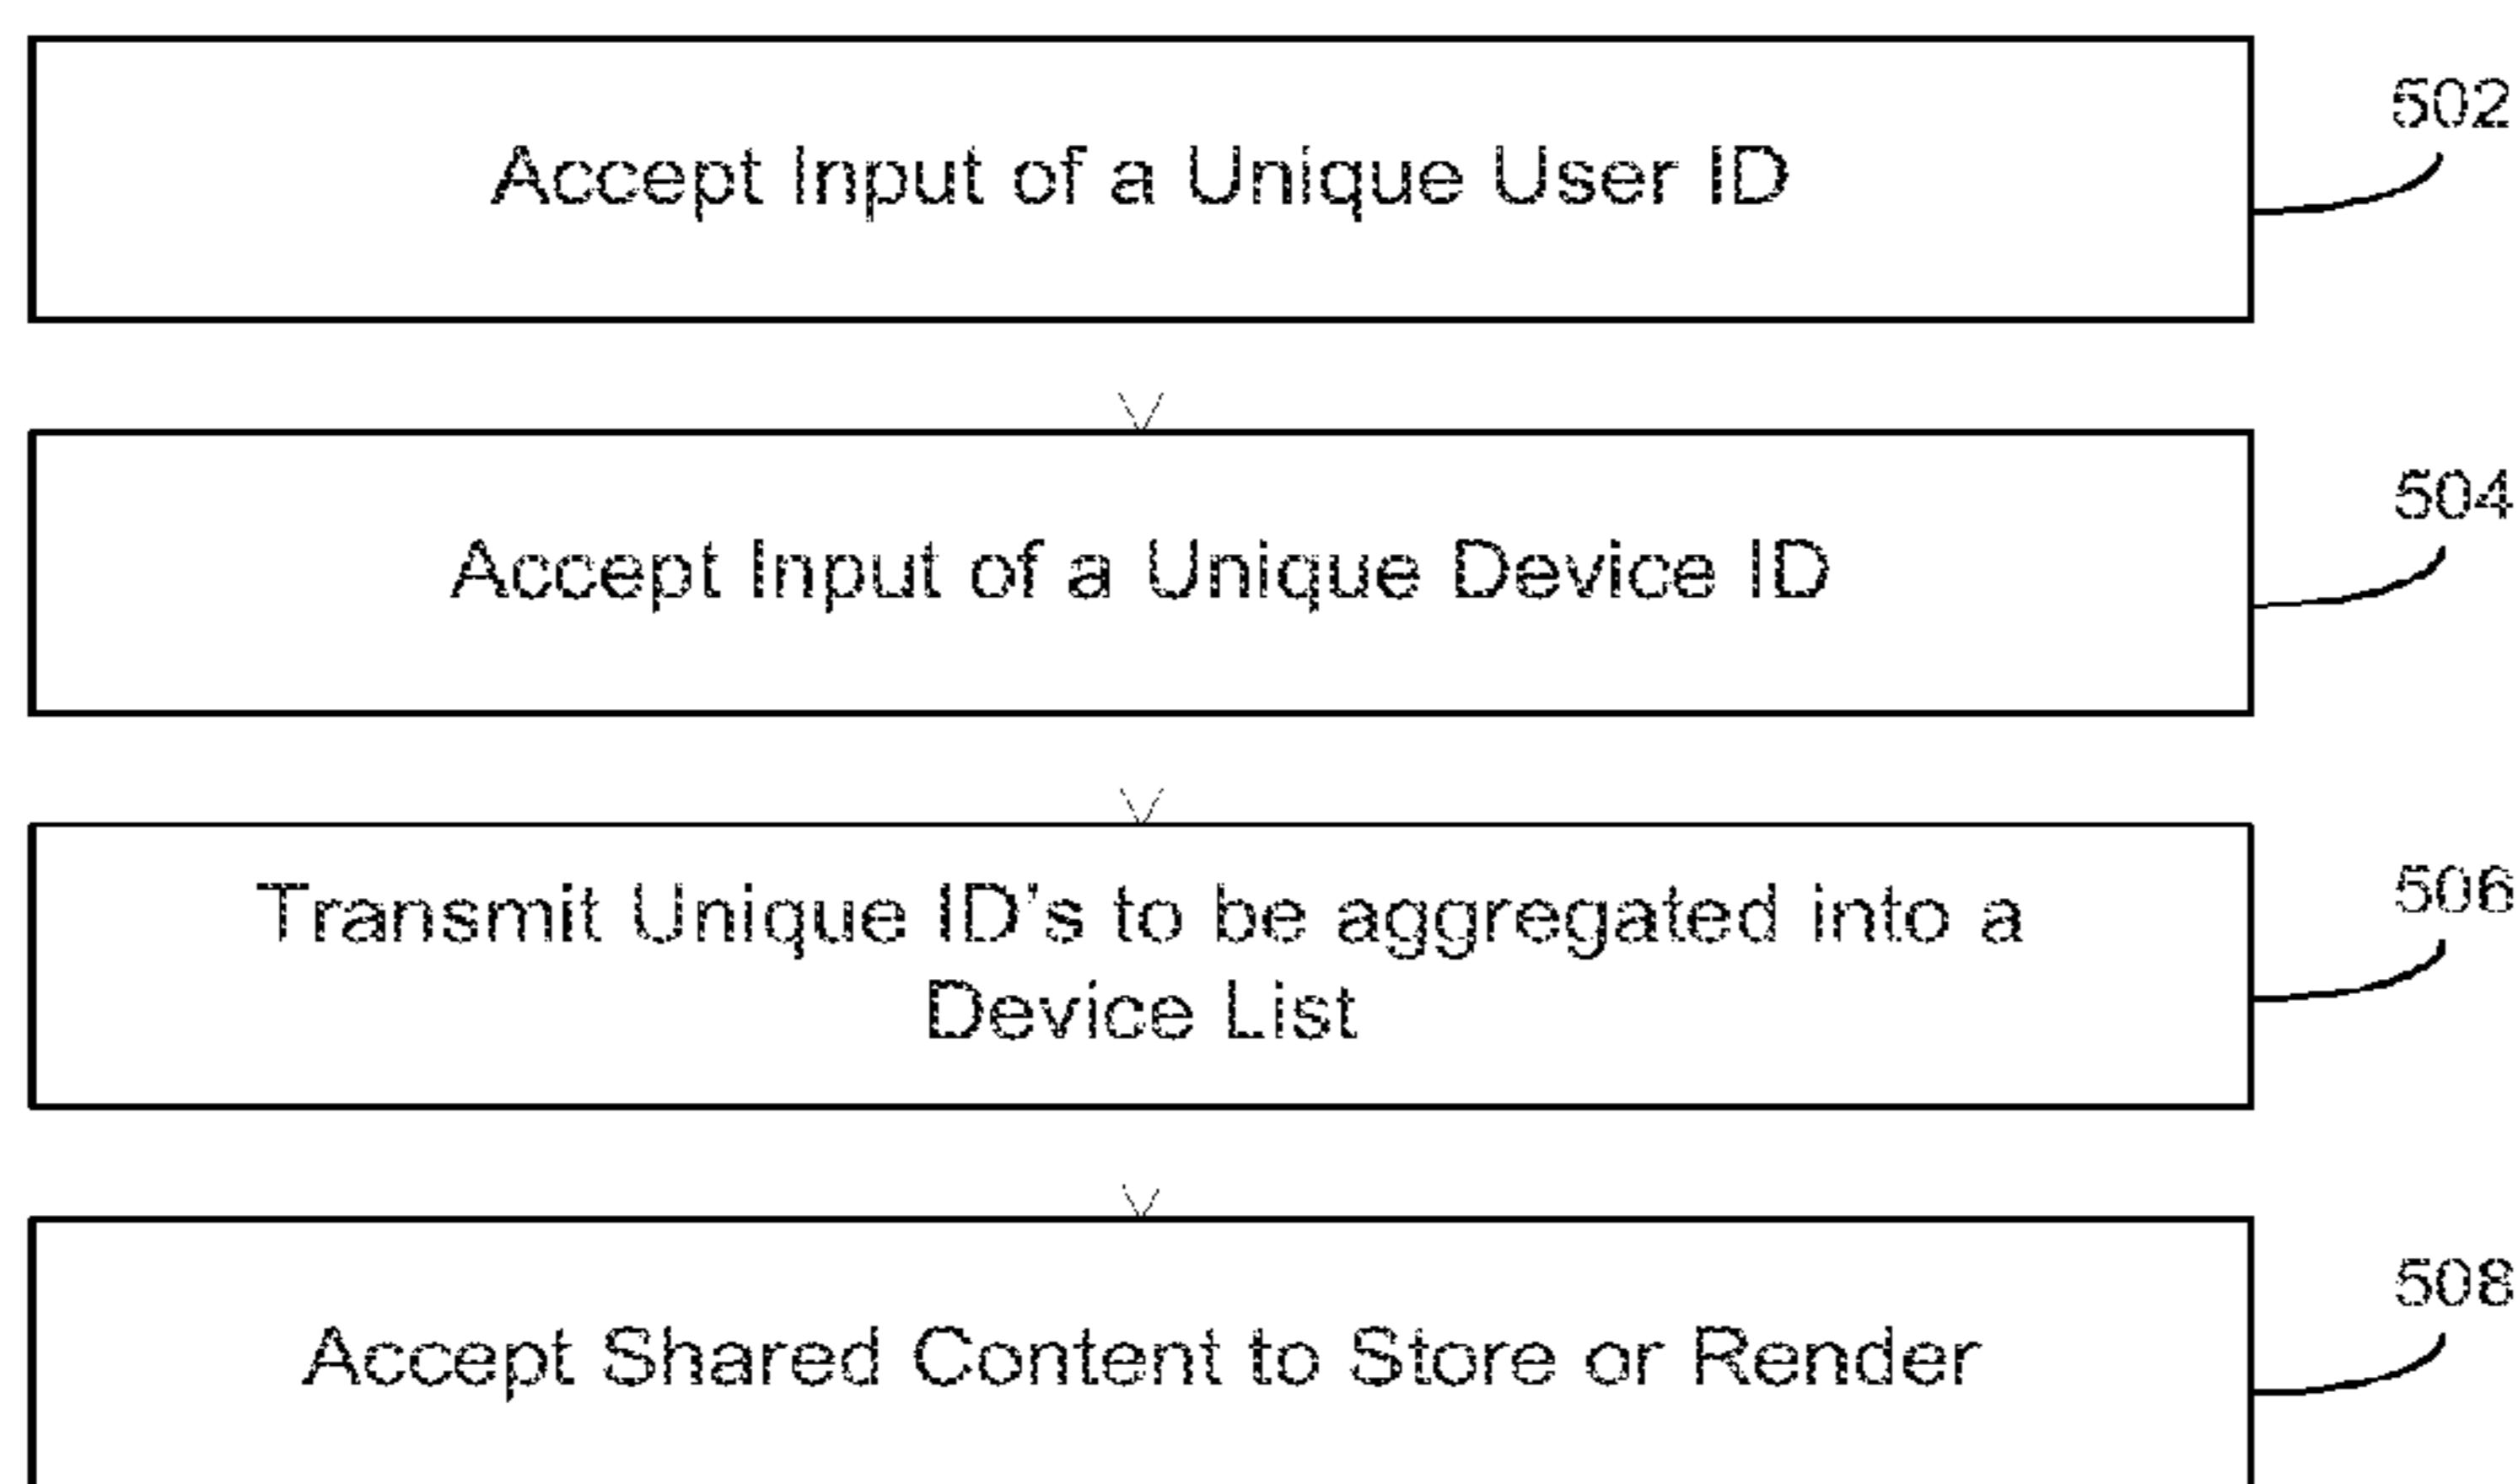 502
Accept Input of a Unique User ID
504
Accept Input of a Unique Device ID
506
Transmit Unique ID's to be aggregated into a
Device List
508
Accept Shared Content to Store or Render